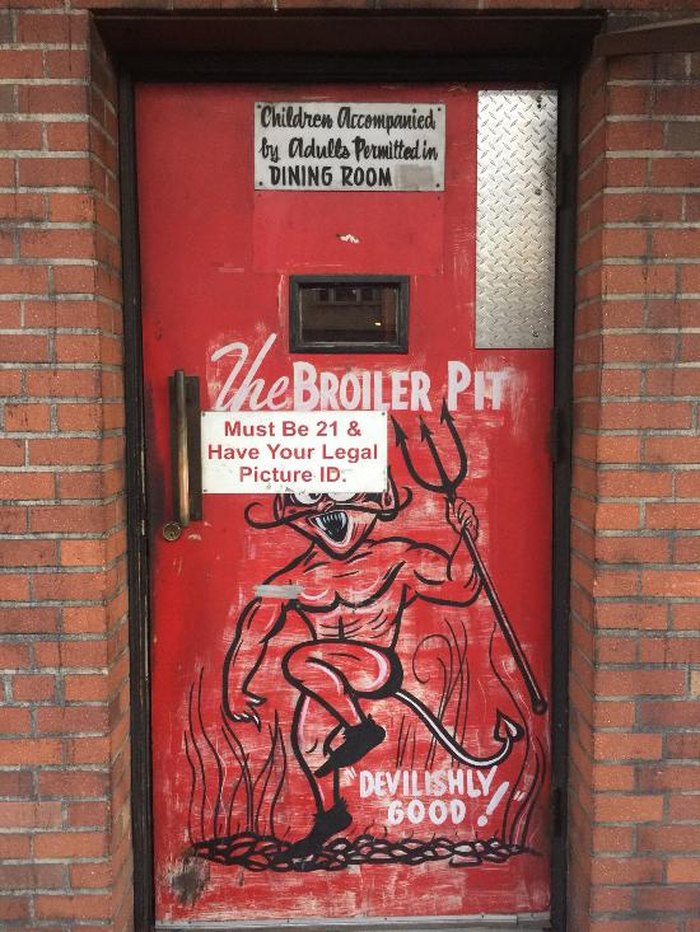 Children Accompanied
by Adults Permitted in
DINING ROOM
The BROILER PIT
Must Be 21 &
Have Your Legal
Picture ID.
"DEVILISHLY
GOOD!"